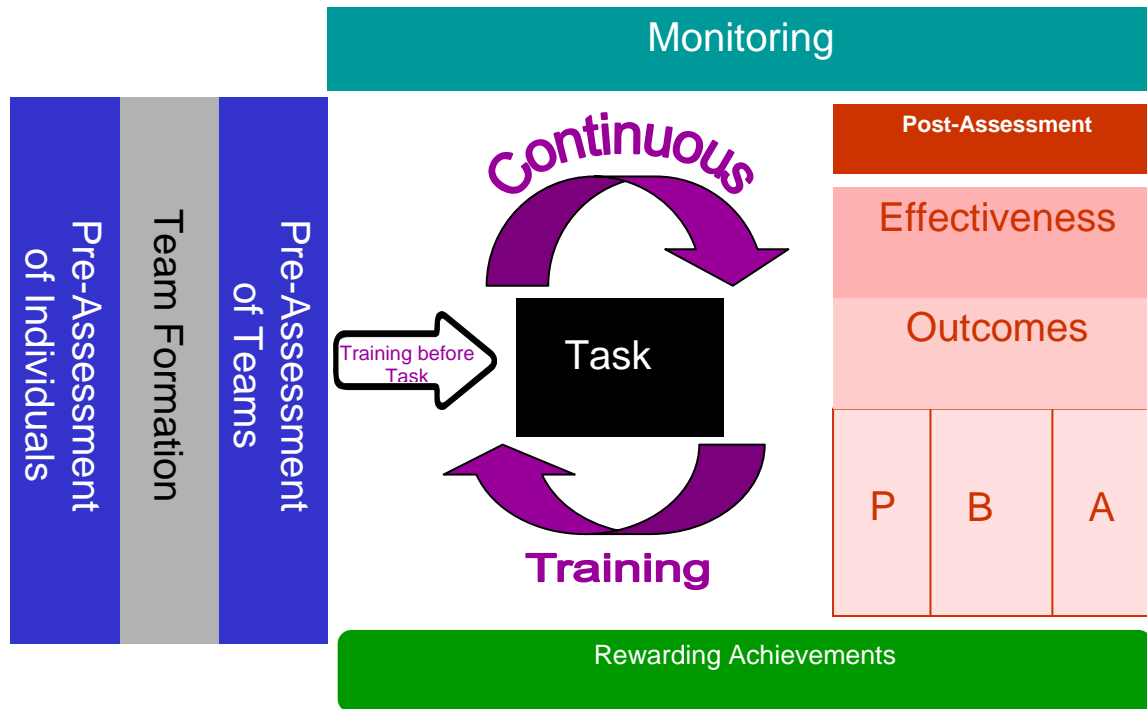 Monitoring
Pre-Assessment
of Individuals
Team Formation
Pre-Assessment
of Teams
Training before
Task
Continuous
Task
Training
Post-Assessment
Effectiveness
Outcomes
P
B
A
Rewarding Achievements